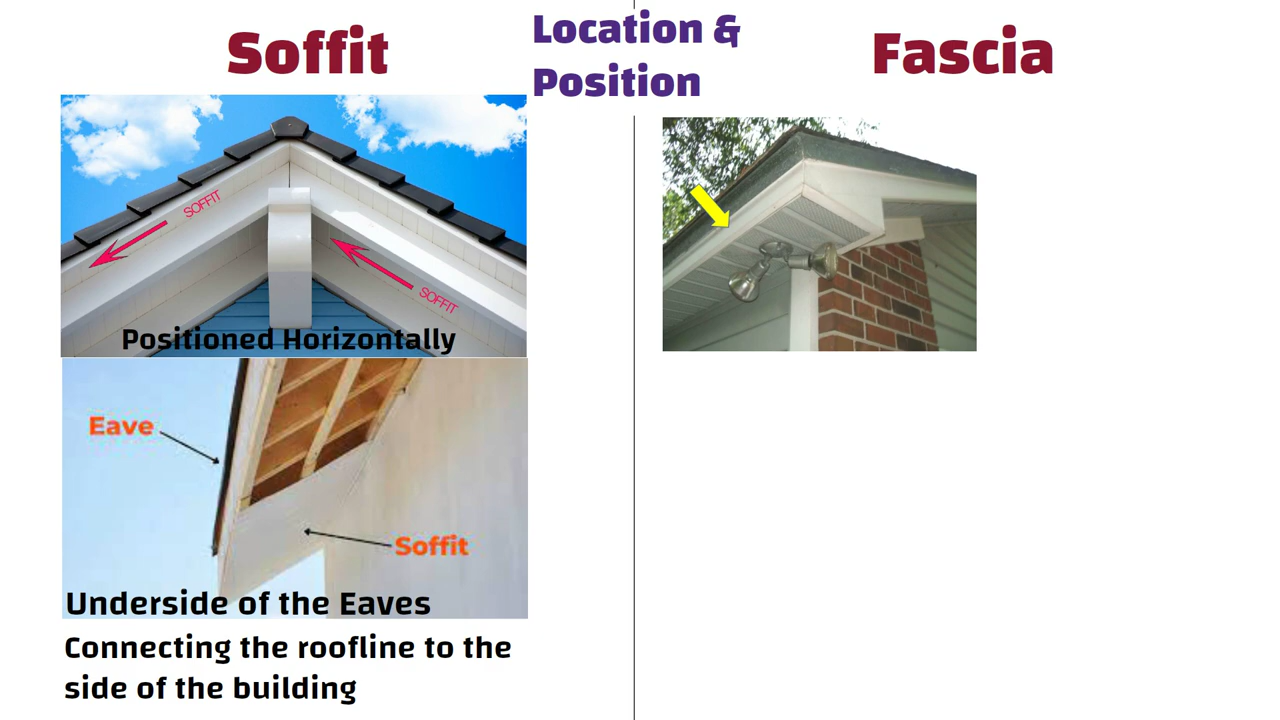 Soffit
Location &
Position
Fascia
SOFFIT
SOFFIT
Positioned Horizontally
Eave
Soffit
Underside of the Eaves
Connecting the roofline to the
side of the building